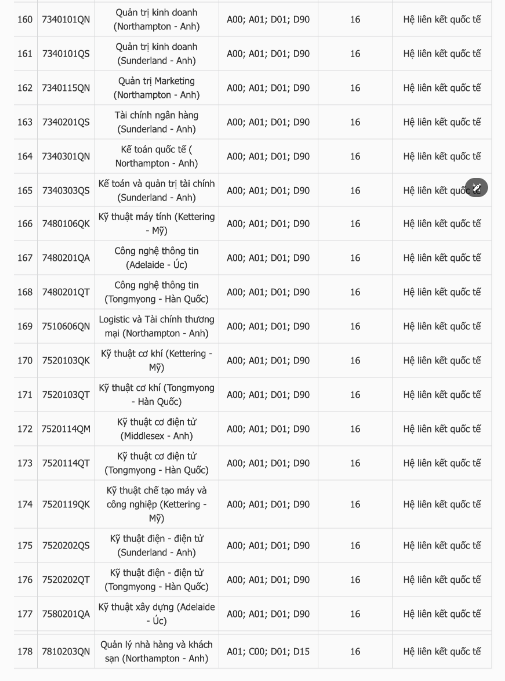 160 7340101QN Quản trị kinh doanh (Northampton - Anh) A00; A01; D01; D90 16 Hệ liên kết quốc tế
161 7340101QS Quản trị kinh doanh (Sunderland - Anh) A00; A01; D01; D90 16 Hệ liên kết quốc tế
162 7340115QN Quản trị Marketing (Northampton - Anh) A00; A01; D01; D90 16 Hệ liên kết quốc tế
163 7340201QS Tài chính ngân hàng (Sunderland - Anh) A00; A01; D01; D90 16 Hệ liên kết quốc tế
164 7340301QN Kế toán quốc tế ( Northampton - Anh) A00; A01; D01; D90 16 Hệ liên kết quốc tế
165 7340303QS Kế toán và quản trị tài chính (Sunderland - Anh) A00; A01; D01; D90 16 Hệ liên kết quốc
166 7480106QK Kỹ thuật máy tính (Kettering - Mỹ) A00; A01; D01; D90 16 Hệ liên kết quốc tế
167 7480201QA Công nghệ thông tin (Adelaide - Úc) A00; A01; D01; D90 16 Hệ liên kết quốc tế
168 7480201QT Công nghệ thông tin (Tongmyong - Hàn Quốc) A00; A01; D01; D90 16 Hệ liên kết quốc tế
169 7510606QN Logistic và Tài chính thương mại (Northampton - Anh) A00; A01; D01; D90 16 Hệ liên kết quốc tế
170 7520103QK Kỹ thuật cơ khí (Kettering - Mỹ) A00; A01; D01; D90 16 Hệ liên kết quốc tế
171 7520103QT Kỹ thuật cơ khí (Tongmyong - Hàn Quốc) A00; A01; D01; D90 16 Hệ liên kết quốc tế
172 7520114QM Kỹ thuật cơ điện tử (Middlesex - Anh) A00; A01; D01; D90 16 Hệ liên kết quốc tế
173 7520114QT Kỹ thuật cơ điện tử (Tongmyong - Hàn Quốc) A00; A01; D01; D90 16 Hệ liên kết quốc tế
174 7520119QK Kỹ thuật chế tạo máy và công nghiệp (Kettering - Mỹ) A00; A01; D01; D90 16 Hệ liên kết quốc tế
175 7520202QS Kỹ thuật điện - điện tử (Sunderland - Anh) A00; A01; D01; D90 16 Hệ liên kết quốc tế
176 7520202QT Kỹ thuật điện - điện tử (Tongmyong - Hàn Quốc) A00; A01; D01; D90 16 Hệ liên kết quốc tế
177 7580201QA Kỹ thuật xây dựng (Adelaide - Úc) A00; A01; D01; D90 16 Hệ liên kết quốc tế
178 7810203QN Quản lý nhà hàng và khách sạn (Northampton - Anh) A01; C00; D01; D15 16 Hệ liên kết quốc tế